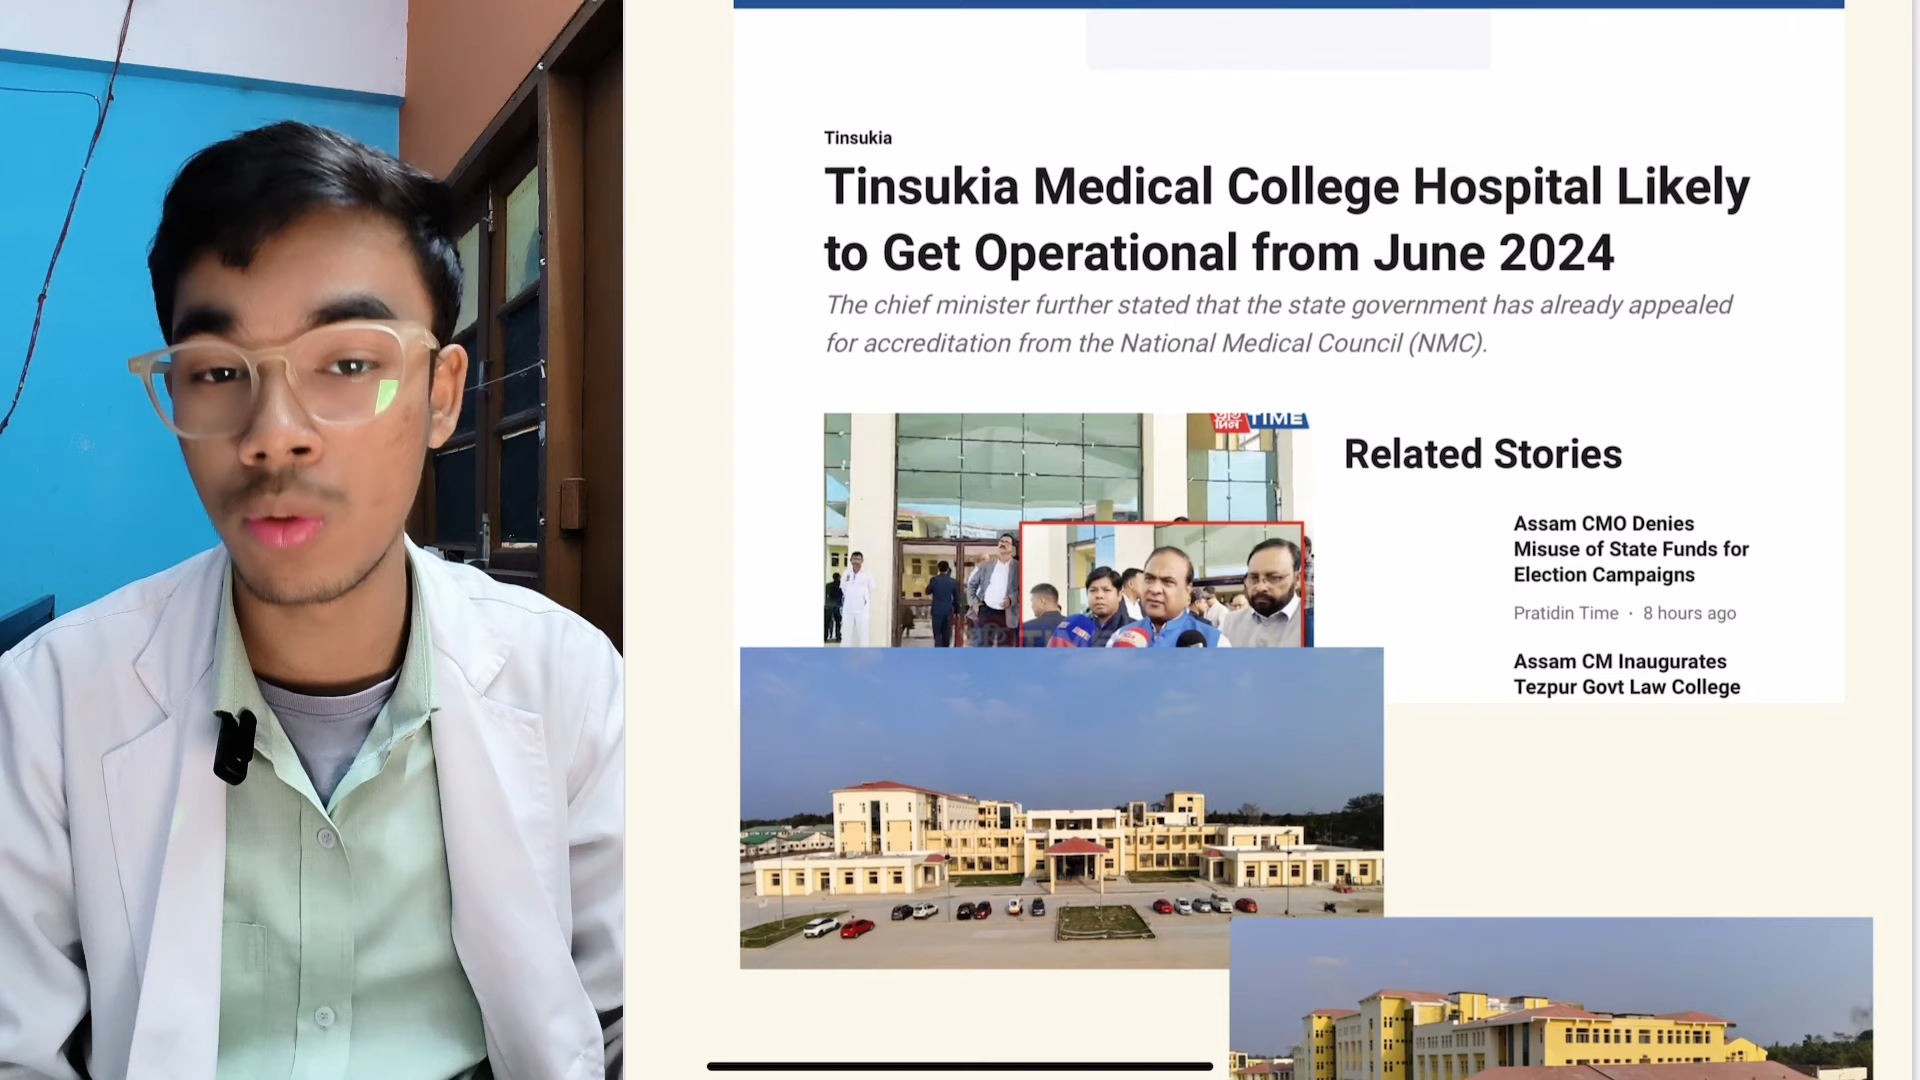 Tinsukia
Tinsukia Medical College Hospital Likely
to Get Operational from June 2024
The chief minister further stated that the state government has already appealed
for accreditation from the National Medical Council (NMC).
TIME
Related Stories
Assam CMO Denies
Misuse of State Funds for
Election Campaigns
Pratidin Time · 8 hours ago
Assam CM Inaugurates
Tezpur Govt Law College